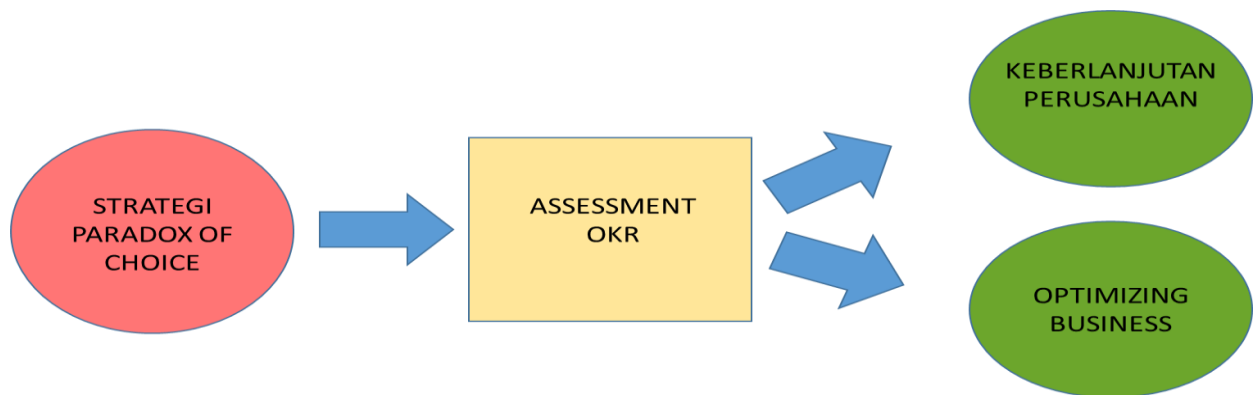 STRATEGI
PARADOX OF
CHOICE
ASSESSMENT
OKR
KEBERLANJUTAN
PERUSAHAAN
OPTIMIZING
BUSINESS